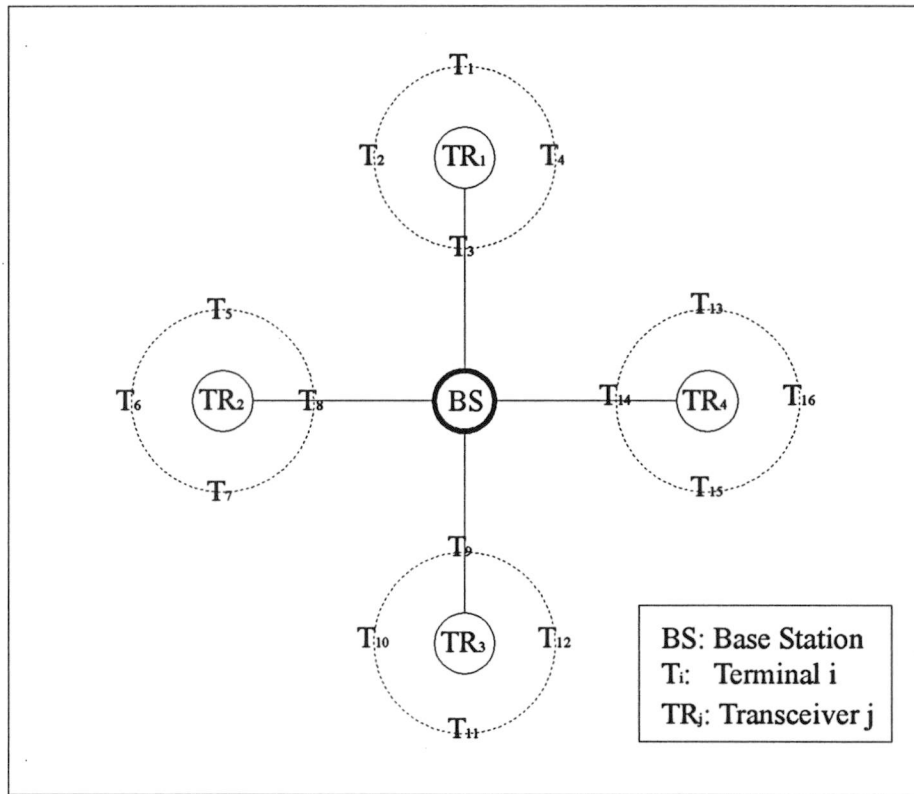 T₁
T₂ TR₁ T₄
T₃
T₅ T₁₃
T₆ TR₂ T₈ BS T₁₄ TR₄ T₁₆
T₇ T₁₅
T₉
T₁₀ TR₃ T₁₂
T₁₁
BS: Base Station
Tᵢ: Terminal i
TRⱼ: Transceiver j